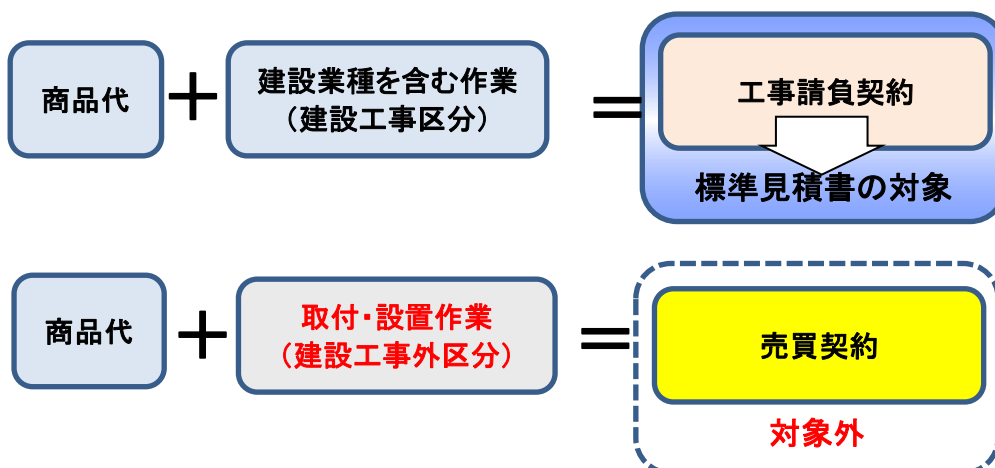 商品代
+
建設業種を含む作業
（建設工事区分）
=
工事請負契約
標準見積書の対象
商品代
+
取付・設置作業
（建設工事外区分）
=
売買契約
対象外